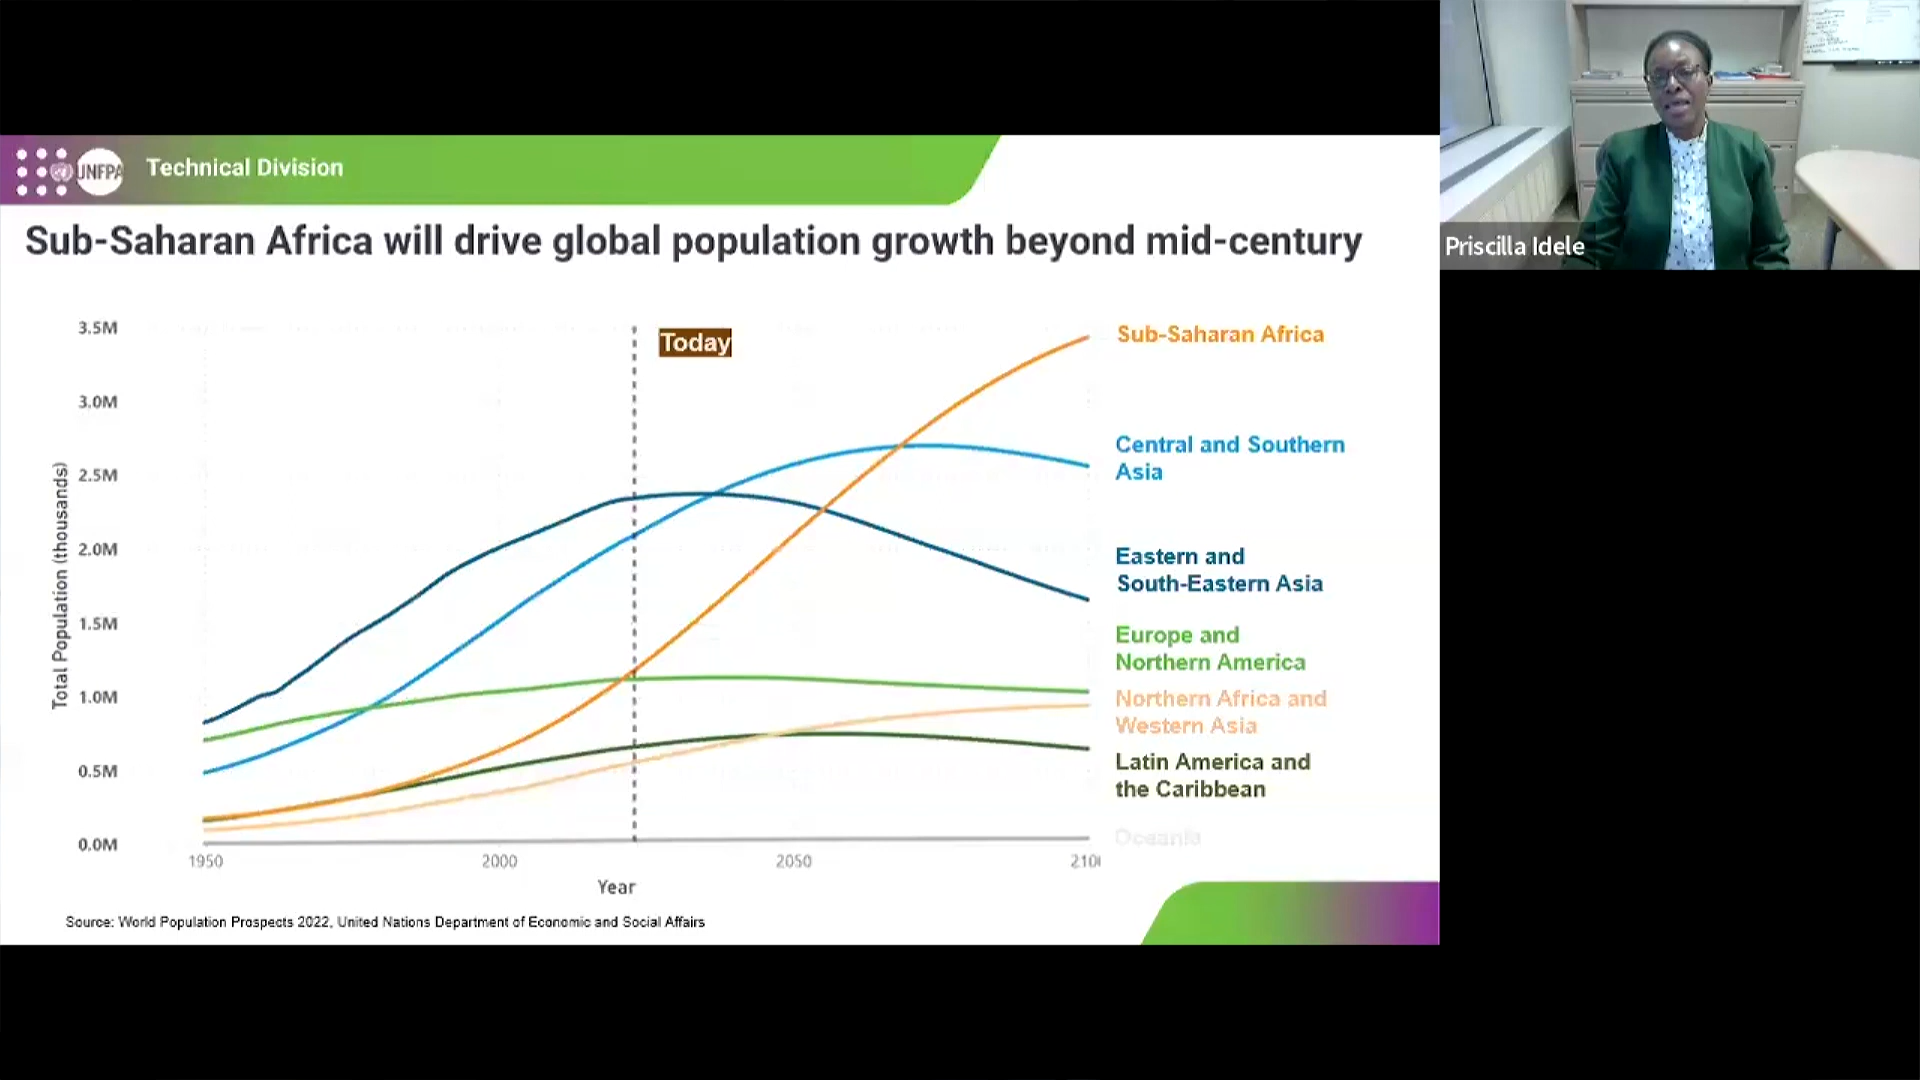 UNFPA
Technical Division
Sub-Saharan Africa will drive global population growth beyond mid-century
Today
3.5M
3.0M
2.5M
2.0M
1.5M
1.0M
0.5M
0.0M
Total Population (thousands)
1950
2000
2050
Year
Sub-Saharan Africa
Central and Southern
Asia
Eastern and
South-Eastern Asia
Europe and
Northern America
Northern Africa and
Western Asia
Latin America and
the Caribbean
Oceania
Source: World Population Prospects 2022, United Nations Department of Economic and Social Affairs
Priscilla Idele